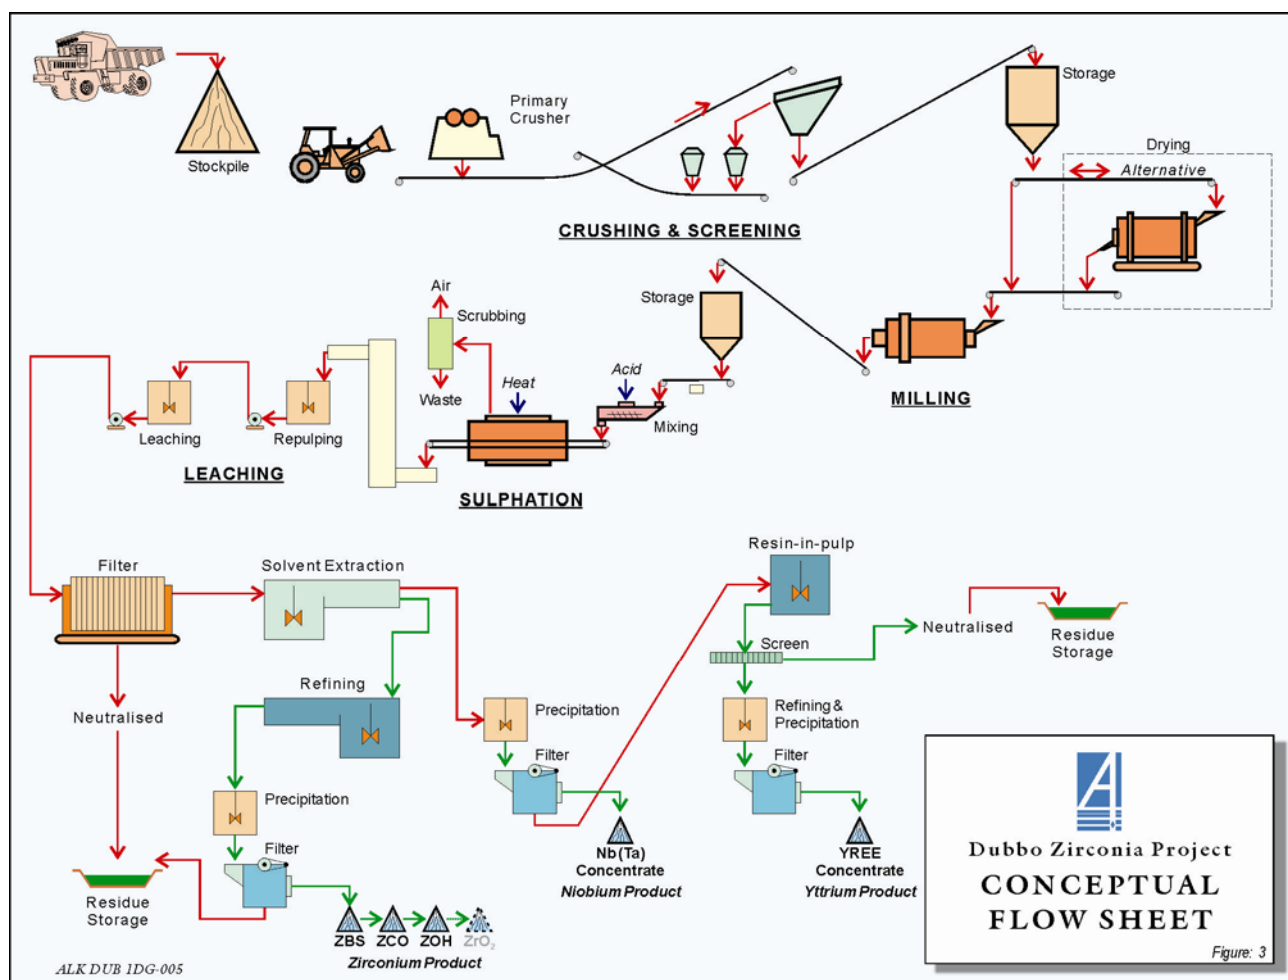 Primary
Crusher
Stockpile
Storage
Drying
Alternative
CRUSHING & SCREENING
Air
Scrubbing
Waste
Heat
Acid
Storage
Mixing
MILLING
Leaching
Repulping
LEACHING
SULPHATION
Filter
Solvent Extraction
Resin-in-pulp
Neutralised
Residue
Storage
Screen
Refining
Neutralised
Precipitation
Refining &
Precipitation
Filter
Filter
Precipitation
Filter
Nb(Ta)
Concentrate
Niobium Product
YREE
Concentrate
Yttrium Product
Residue
Storage
ZBS ZCO ZOH ZrO₂
Zirconium Product
Dubbo Zirconia Project
CONCEPTUAL
FLOW SHEET
Figure: 3
ALK DUB 1DG-005